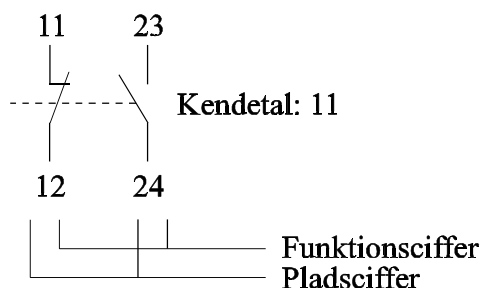 11 23
Kendetal: 11
12 24
Funktionsciffer
Pladsciffer